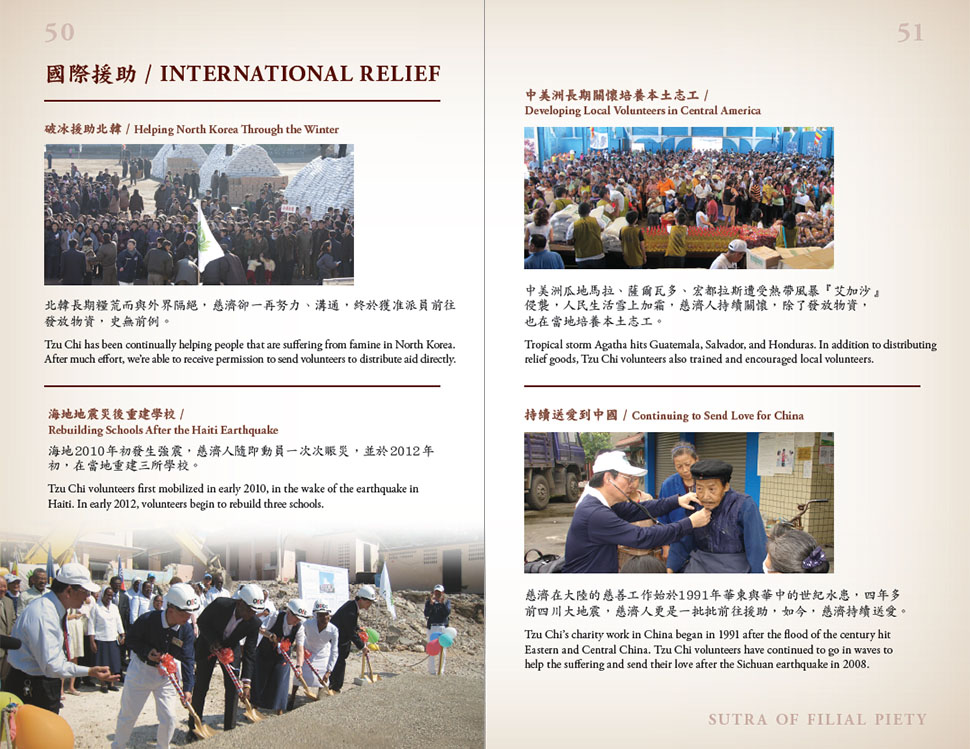 50
國際援助 / INTERNATIONAL RELIEF
破冰援助北韓 / Helping North Korea Through the Winter
北韓長期糧荒而與外界隔絕，慈濟卻一再努力、溝通，終於獲准派員前往
發放物資，史無前例。
Tzu Chi has been continually helping people that are suffering from famine in North Korea.
After much effort, we're able to receive permission to send volunteers to distribute aid directly.
海地地震災後重建學校 /
Rebuilding Schools After the Haiti Earthquake
海地2010年初發生強震，慈濟人隨即動員一次次賑災，並於2012年
初，在當地重建三所學校。
Tzu Chi volunteers first mobilized in early 2010, in the wake of the earthquake in
Haiti. In early 2012, volunteers begin to rebuild three schools.
51
中美洲長期關懷培養本土志工 /
Developing Local Volunteers in Central America
中美洲瓜地馬拉、薩爾瓦多、宏都拉斯遭受熱帶風暴『艾加沙』
侵襲，人民生活雪上加霜，慈濟人持續關懷，除了發放物資，
也在當地培養本土志工。
Tropical storm Agatha hits Guatemala, Salvador, and Honduras. In addition to distributing
relief goods, Tzu Chi volunteers also trained and encouraged local volunteers.
持續送愛到中國 / Continuing to Send Love for China
慈濟在大陸的慈善工作始於1991年華東與華中的世紀水患，四年多
前四川大地震，慈濟人更是一批批前往援助，如今，慈濟持續送愛。
Tzu Chi's charity work in China began in 1991 after the flood of the century hit
Eastern and Central China. Tzu Chi volunteers have continued to go in waves to
help the suffering and send their love after the Sichuan earthquake in 2008.
SUTRA OF FILIAL PIETY